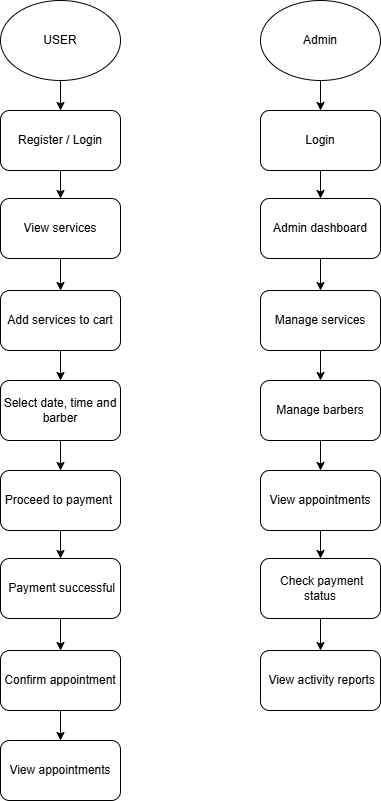 USER
Register / Login
View services
Add services to cart
Select date, time and
barber
Proceed to payment
Payment successful
Confirm appointment
View appointments
Admin
Login
Admin dashboard
Manage services
Manage barbers
View appointments
Check payment
status
View activity reports